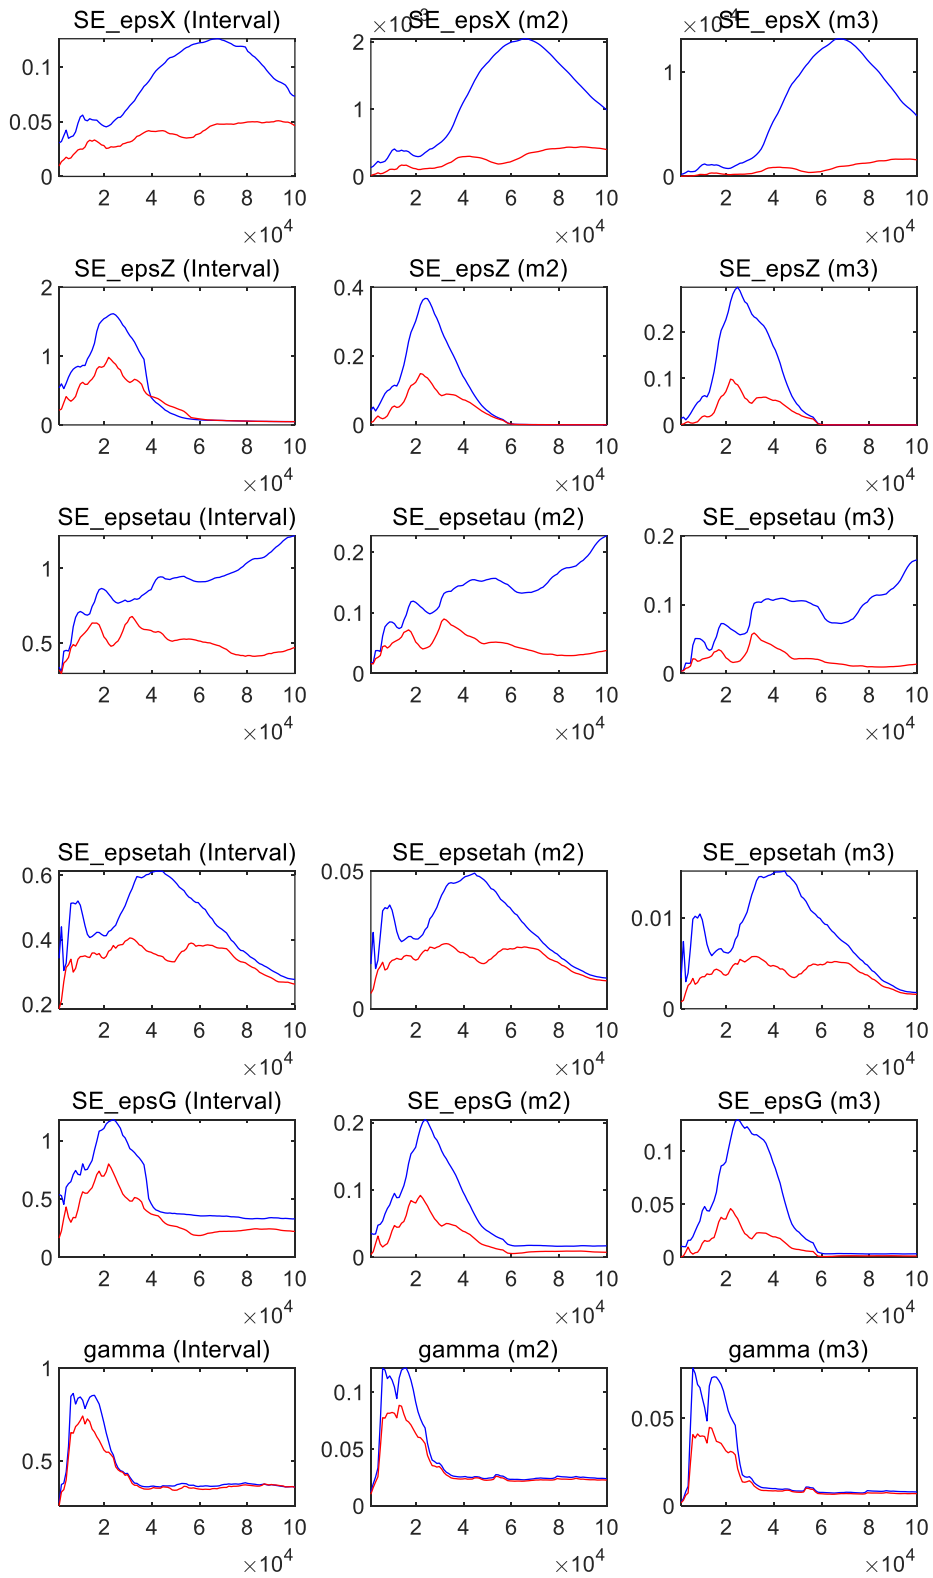 SE_epsX (Interval)
0.1
0.05
0
2 4 6 8 10
×10^4
SE_epsX (m2)
×10^-3
2
1
0
2 4 6 8 10
×10^4
SE_epsX (m3)
×10^-4
1
0
2 4 6 8 10
×10^4
SE_epsZ (Interval)
2
1
0
2 4 6 8 10
×10^4
SE_epsZ (m2)
0.4
0.2
0
2 4 6 8 10
×10^4
SE_epsZ (m3)
0.2
0.1
0
2 4 6 8 10
×10^4
SE_epsetau (Interval)
1
0.5
2 4 6 8 10
×10^4
SE_epsetau (m2)
0.2
0.1
0
2 4 6 8 10
×10^4
SE_epsetau (m3)
0.2
0.1
0
2 4 6 8 10
×10^4
SE_epsetah (Interval)
0.6
0.4
0.2
2 4 6 8 10
×10^4
SE_epsetah (m2)
0.05
0
2 4 6 8 10
×10^4
SE_epsetah (m3)
0.01
0
2 4 6 8 10
×10^4
SE_epsG (Interval)
1
0.5
0
2 4 6 8 10
×10^4
SE_epsG (m2)
0.2
0.1
0
2 4 6 8 10
×10^4
SE_epsG (m3)
0.1
0.05
0
2 4 6 8 10
×10^4
gamma (Interval)
1
0.5
2 4 6 8 10
×10^4
gamma (m2)
0.1
0.05
0
2 4 6 8 10
×10^4
gamma (m3)
0.05
0
2 4 6 8 10
×10^4